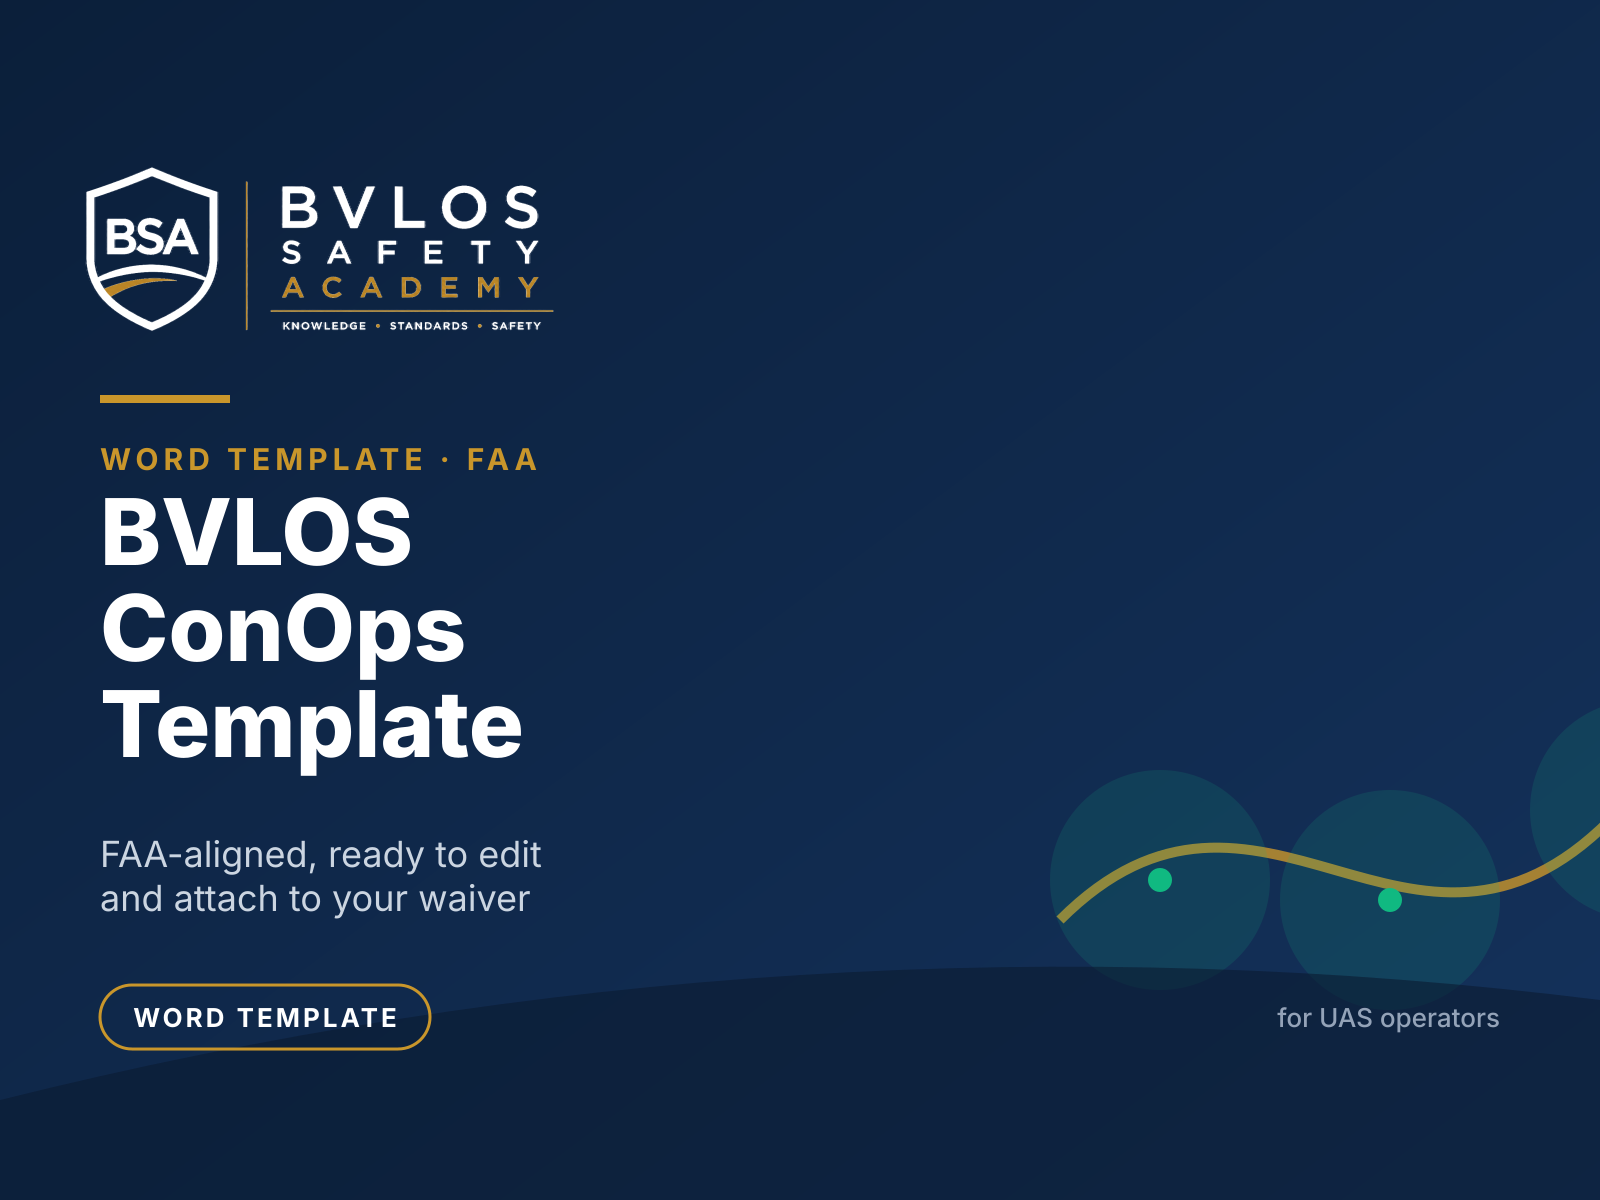 BSA
BVLOS
SAFETY
ACADEMY
KNOWLEDGE • STANDARDS • SAFETY
WORD TEMPLATE · FAA
BVLOS
ConOps
Template
FAA-aligned, ready to edit
and attach to your waiver
WORD TEMPLATE
for UAS operators